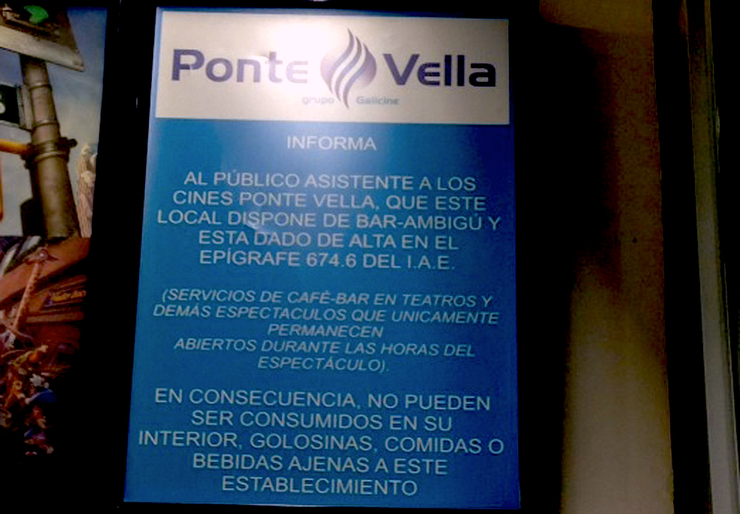 Ponte Vella
grupo Galicine
INFORMA
AL PÚBLICO ASISTENTE A LOS
CINES PONTE VELLA, QUE ESTE
LOCAL DISPONE DE BAR-AMBIGÚ Y
ESTA DADO DE ALTA EN EL
EPÍGRAFE 674.6 DEL I.A.E.
(SERVICIOS DE CAFÉ-BAR EN TEATROS Y
DEMÁS ESPECTACULOS QUE UNICAMENTE
PERMANECEN
ABIERTOS DURANTE LAS HORAS DEL
ESPECTÁCULO).
EN CONSECUENCIA, NO PUEDEN
SER CONSUMIDOS EN SU
INTERIOR, GOLOSINAS, COMIDAS O
BEBIDAS AJENAS A ESTE
ESTABLECIMIENTO